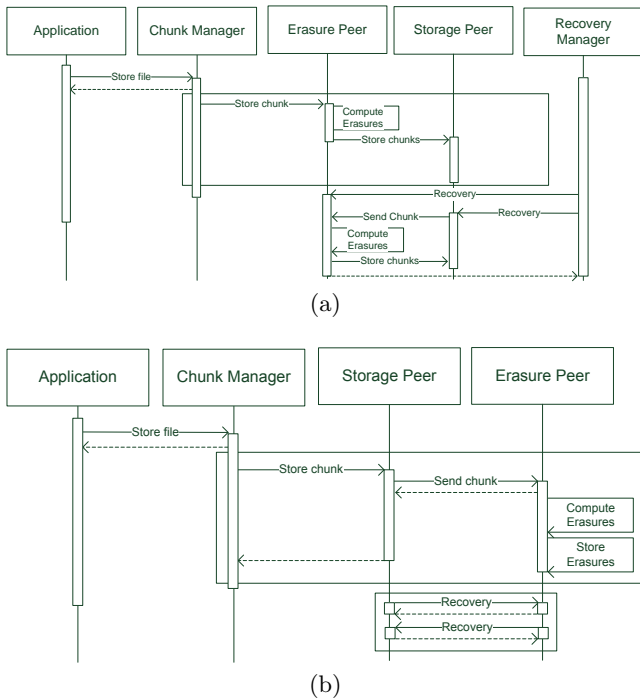 Application
Chunk Manager
Erasure Peer
Storage Peer
Recovery
Manager
Store file
Store chunk
Compute
Erasures
Store chunks
Recovery
Send Chunk
Recovery
Compute
Erasures
Store chunks
(a)
Application
Chunk Manager
Storage Peer
Erasure Peer
Store file
Store chunk
Send chunk
Compute
Erasures
Store
Erasures
Recovery
Recovery
(b)